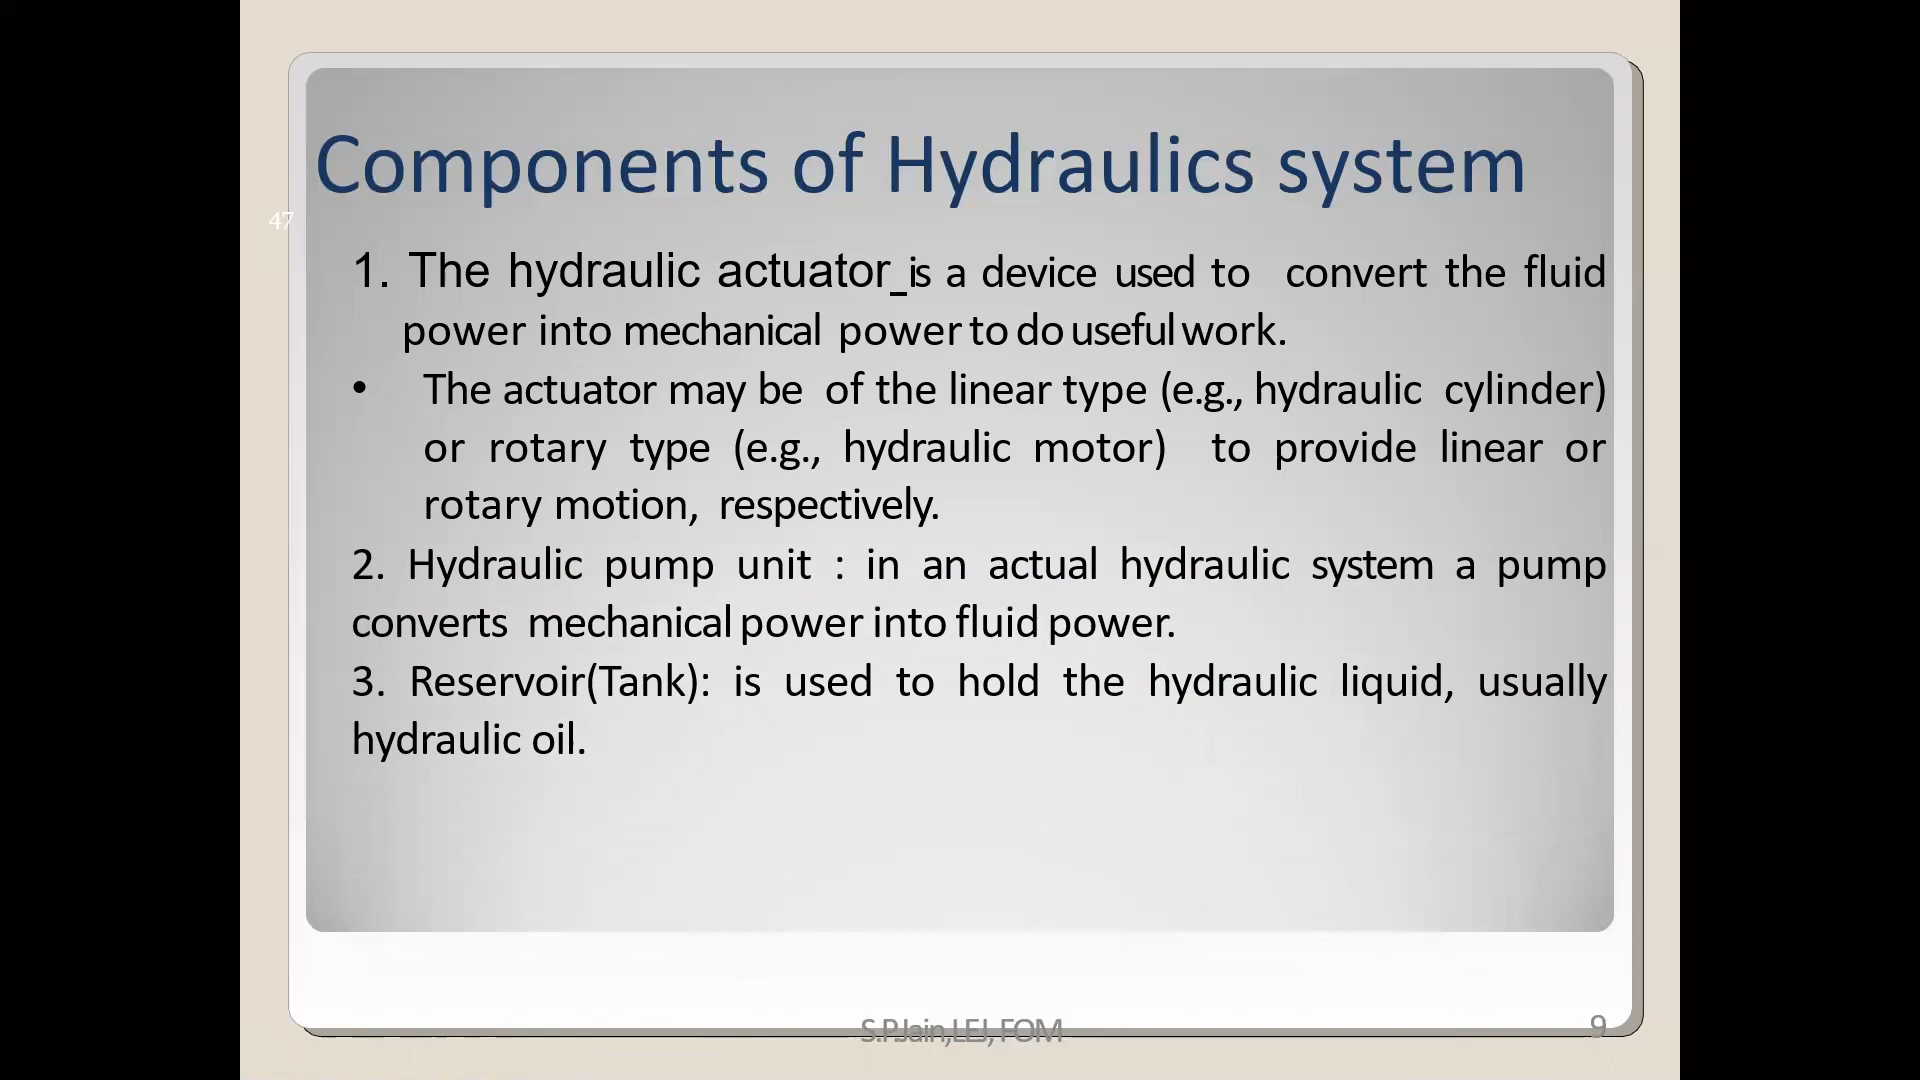 Components of Hydraulics system
47
1. The hydraulic actuator is a device used to convert the fluid
power into mechanical power to do useful work.
• The actuator may be of the linear type (e.g., hydraulic cylinder)
or rotary type (e.g., hydraulic motor) to provide linear or
rotary motion, respectively.
2. Hydraulic pump unit : in an actual hydraulic system a pump
converts mechanical power into fluid power.
3. Reservoir(Tank): is used to hold the hydraulic liquid, usually
hydraulic oil.
S.P.Jain,LEJ, FOM
9